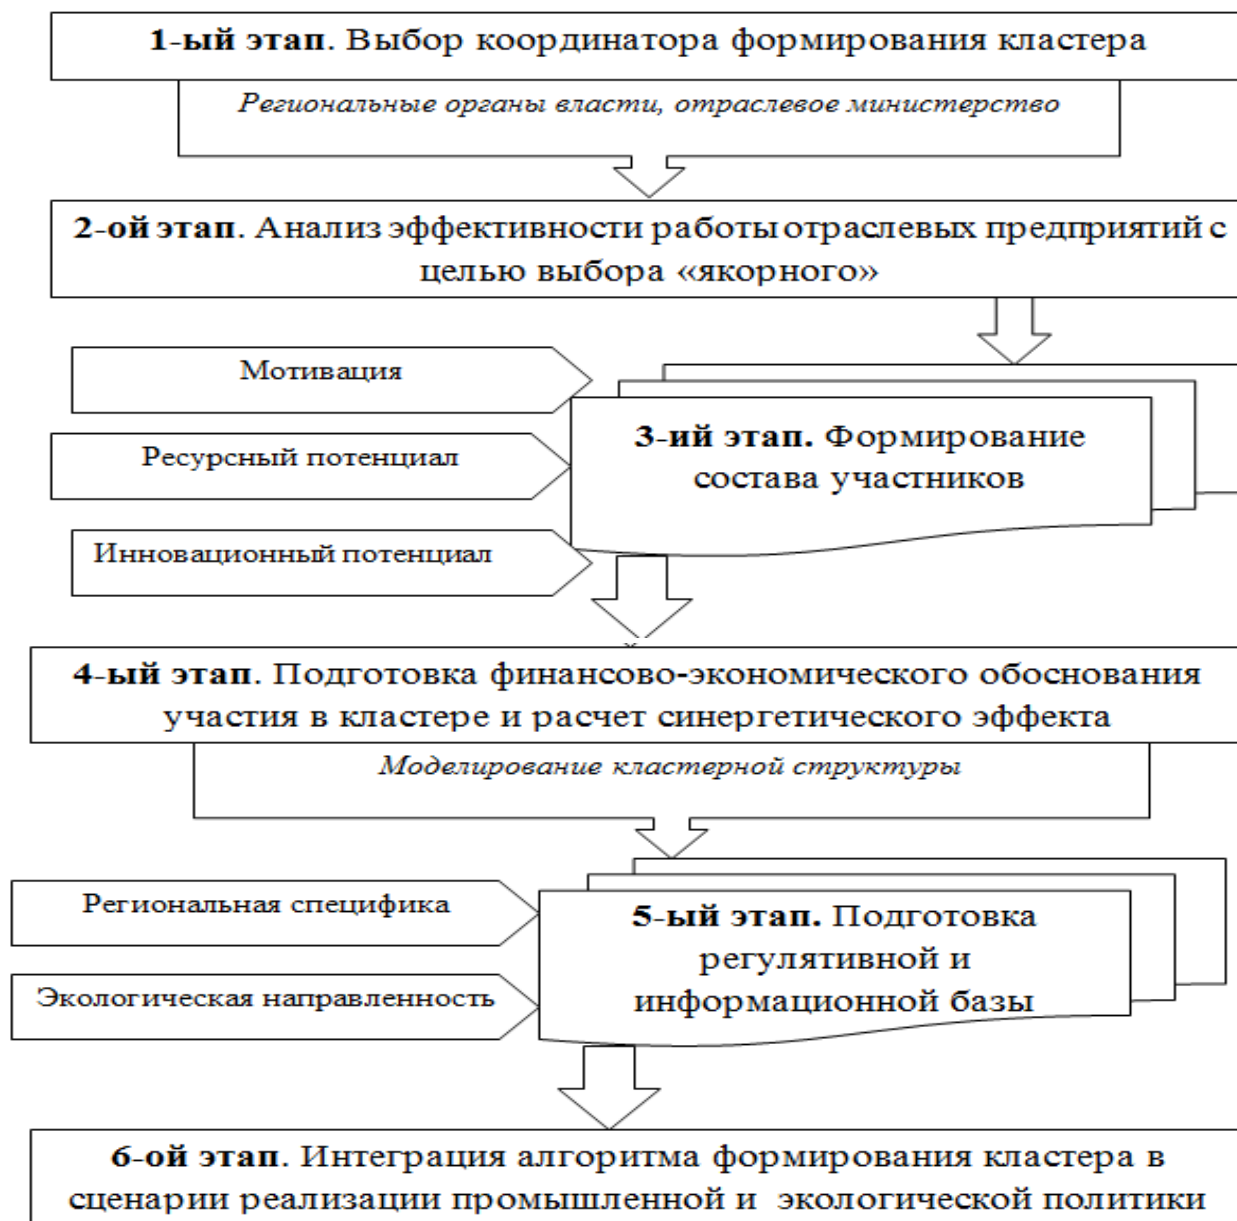 1-ый этап. Выбор координатора формирования кластера
Региональные органы власти, отраслевое министерство
2-ой этап. Анализ эффективности работы отраслевых предприятий с
целью выбора «якорного»
Мотивация
Ресурсный потенциал
Инновационный потенциал
3-ий этап. Формирование
состава участников
4-ый этап. Подготовка финансово-экономического обоснования
участия в кластере и расчет синергетического эффекта
Моделирование кластерной структуры
Региональная специфика
Экологическая направленность
5-ый этап. Подготовка
регулятивной и
информационной базы
6-ой этап. Интеграция алгоритма формирования кластера в
сценарии реализации промышленной и экологической политики